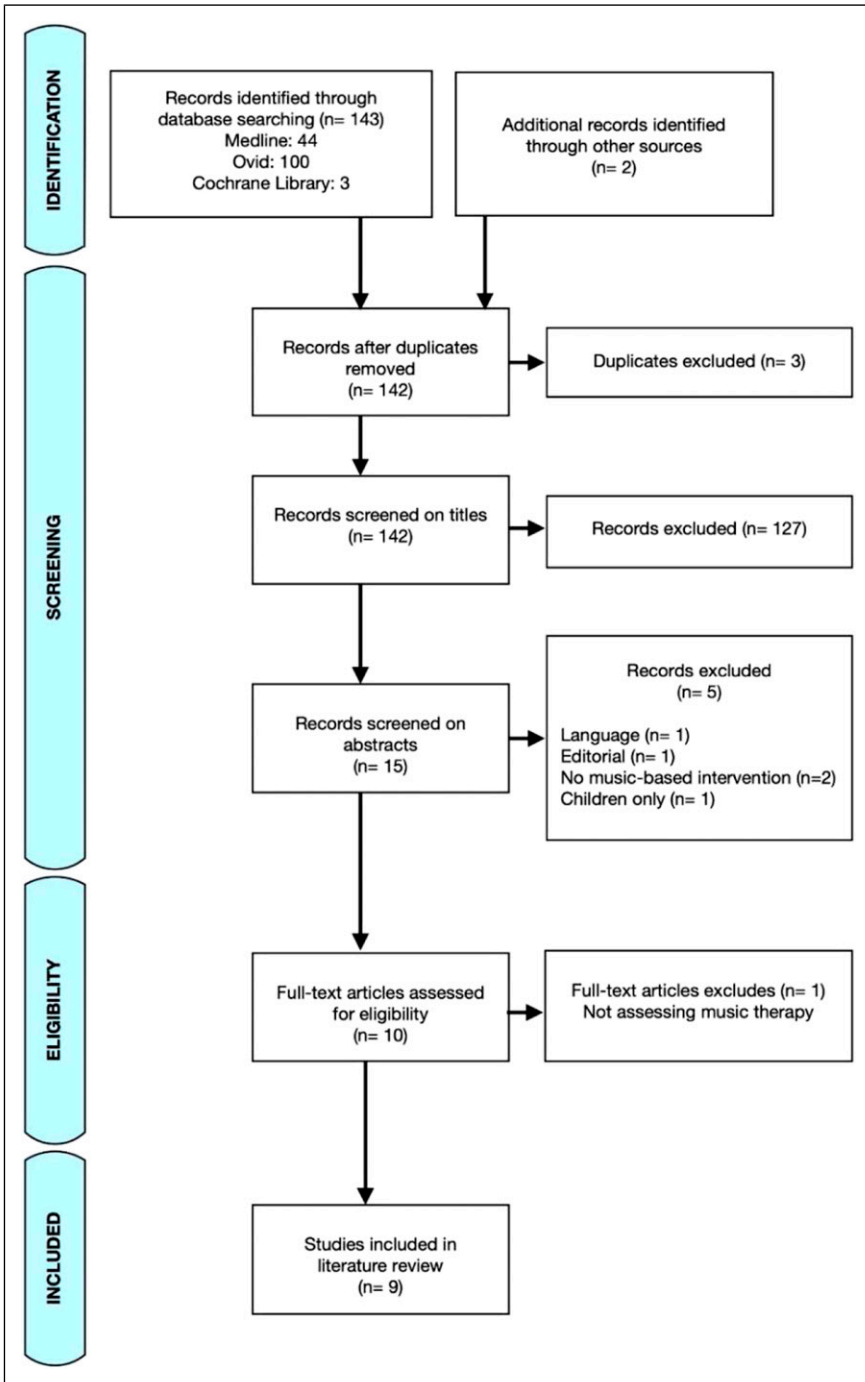 IDENTIFICATION
Records identified through
database searching (n= 143)
Medline: 44
Ovid: 100
Cochrane Library: 3
Additional records identified
through other sources
(n= 2)
SCREENING
Records after duplicates
removed
(n= 142)
Duplicates excluded (n= 3)
Records screened on titles
(n= 142)
Records excluded (n= 127)
Records screened on
abstracts
(n= 15)
Records excluded
(n= 5)
Language (n= 1)
Editorial (n= 1)
No music-based intervention (n=2)
Children only (n= 1)
ELIGIBILITY
Full-text articles assessed
for eligibility
(n= 10)
Full-text articles excludes (n= 1)
Not assessing music therapy
INCLUDED
Studies included in
literature review
(n= 9)